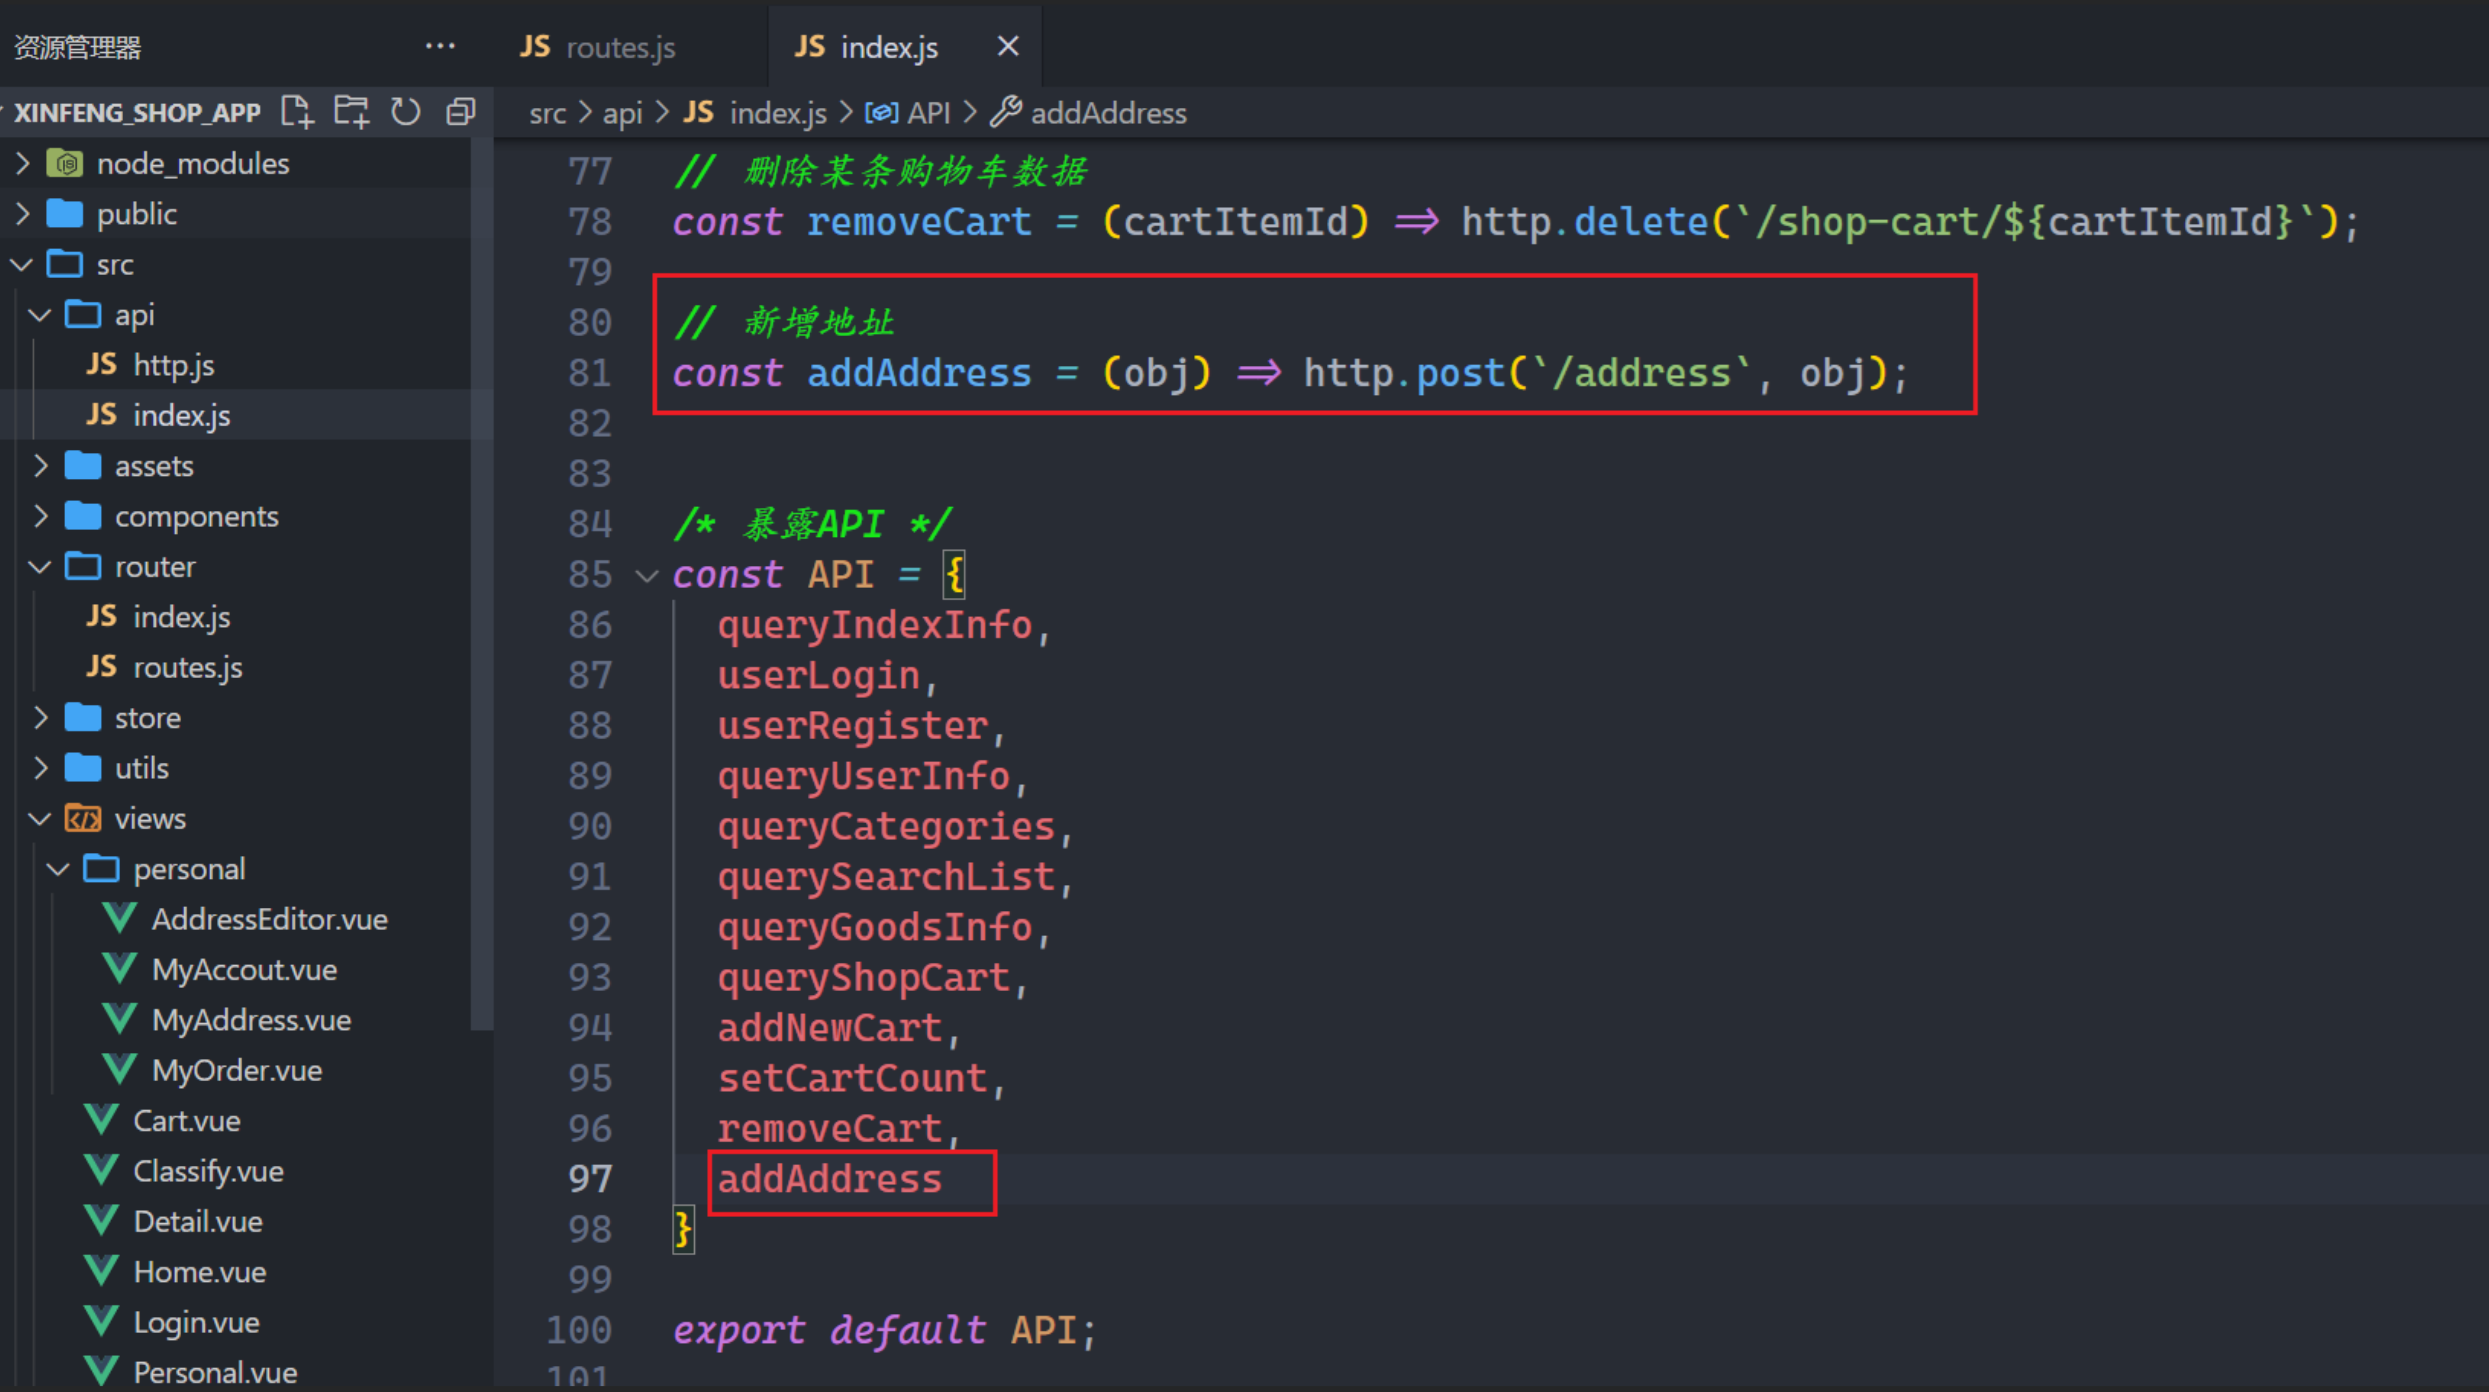 资源管理器 ···
JS routes.js
JS index.js ×
XINFENG_SHOP_APP
src > api > JS index.js > API > addAddress
node_modules
public
src
api
JS http.js
JS index.js
assets
components
router
JS index.js
JS routes.js
store
utils
views
personal
AddressEditor.vue
MyAccout.vue
MyAddress.vue
MyOrder.vue
Cart.vue
Classify.vue
Detail.vue
Home.vue
Login.vue
Personal.vue
77 // 删除某条购物车数据
78 const removeCart = (cartItemId) => http.delete(`/shop-cart/${cartItemId}`);
79
80 // 新增地址
81 const addAddress = (obj) => http.post(`/address`, obj);
82
83
84 /* 暴露API */
85 const API = {
86 queryIndexInfo,
87 userLogin,
88 userRegister,
89 queryUserInfo,
90 queryCategories,
91 querySearchList,
92 queryGoodsInfo,
93 queryShopCart,
94 addNewCart,
95 setCartCount,
96 removeCart,
97 addAddress
98 }
99
100 export default API;
101